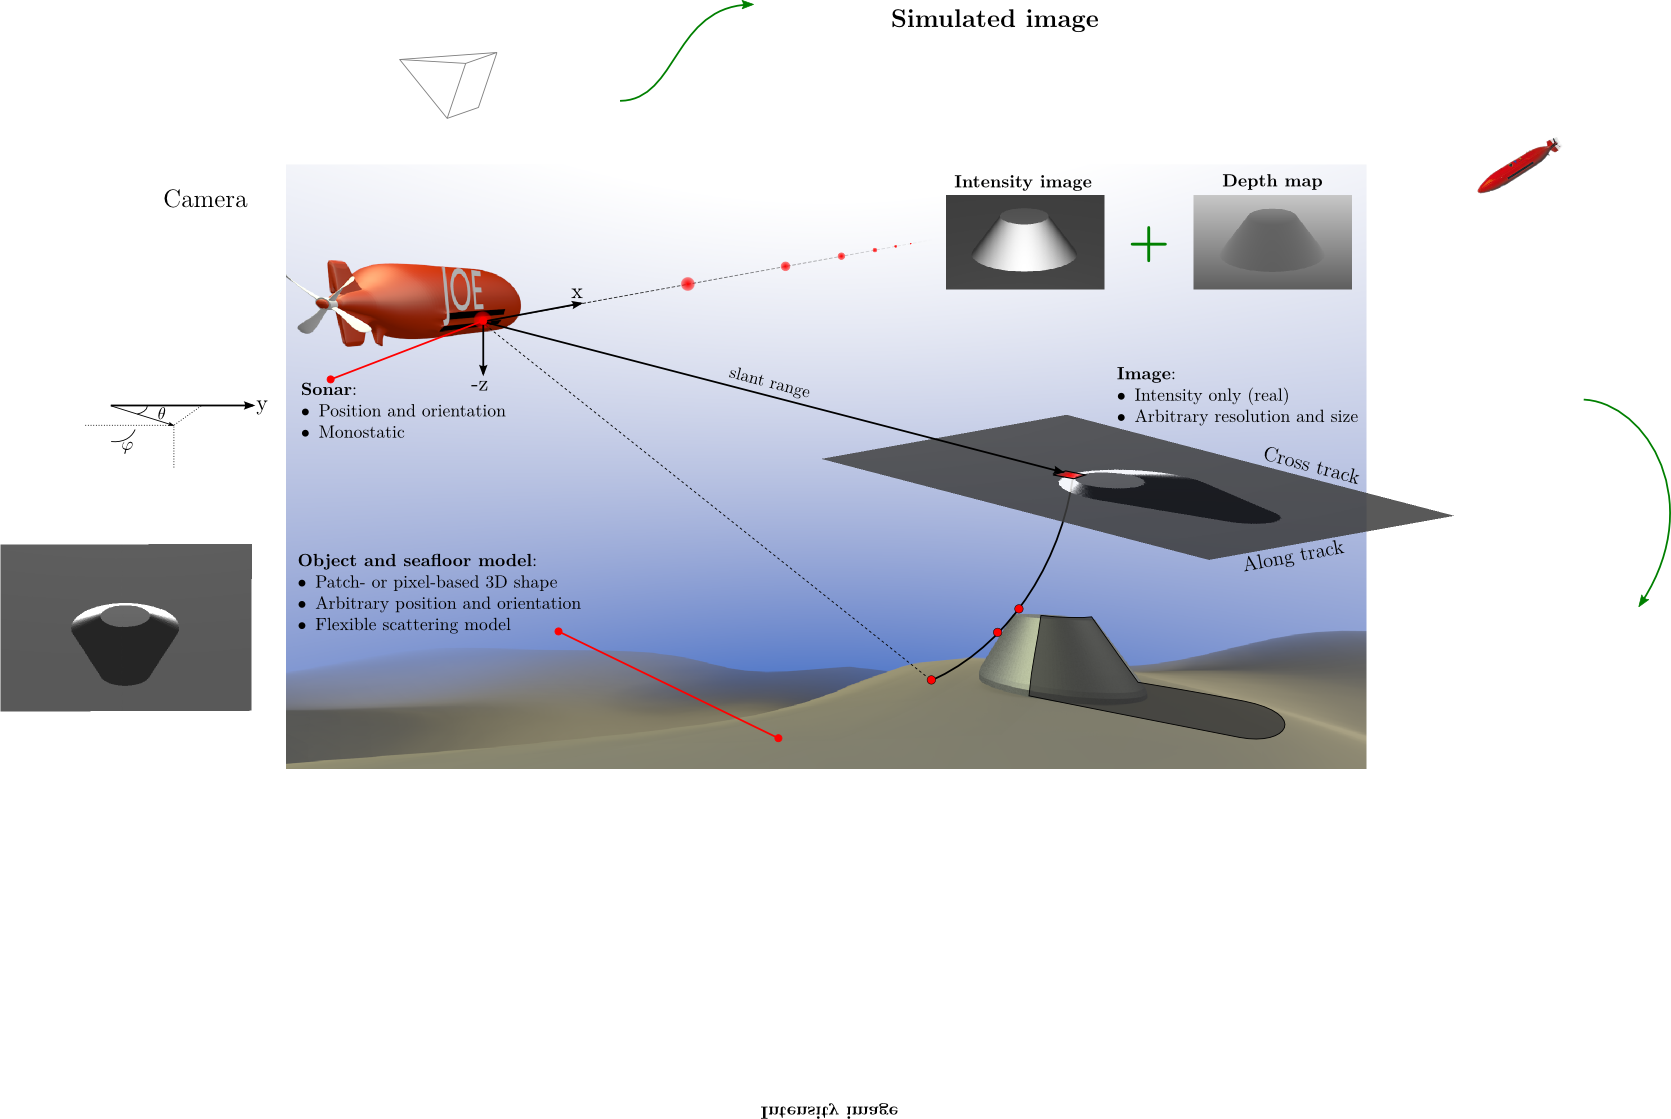 Simulated image
Camera
Intensity image
Depth map
JOE
x
-z
slant range
Sonar:
● Position and orientation
● Monostatic
Image:
● Intensity only (real)
● Arbitrary resolution and size
y
θ
φ
Cross track
Along track
Object and seafloor model:
● Patch- or pixel-based 3D shape
● Arbitrary position and orientation
● Flexible scattering model
Intensity image